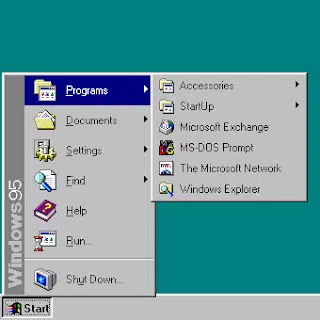 Programs
Documents
Settings
Find
Help
Run...
Shut Down...
Accessories
StartUp
Microsoft Exchange
MS-DOS Prompt
The Microsoft Network
Windows Explorer
Windows95
Start